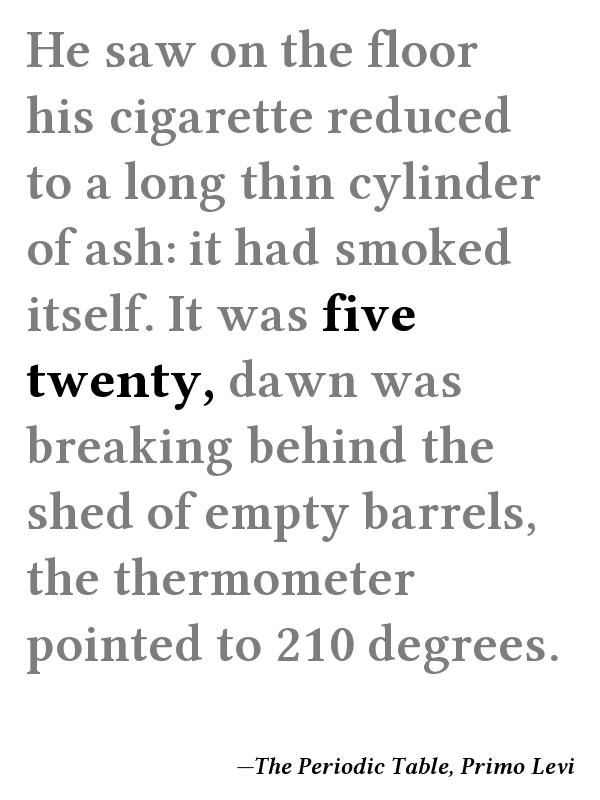 He saw on the floor
his cigarette reduced
to a long thin cylinder
of ash: it had smoked
itself. It was five
twenty, dawn was
breaking behind the
shed of empty barrels,
the thermometer
pointed to 210 degrees.
—The Periodic Table, Primo Levi